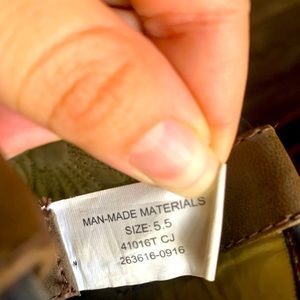 MAN-MADE MATERIALS
SIZE: 5.5
41016T CJ
263616-0916